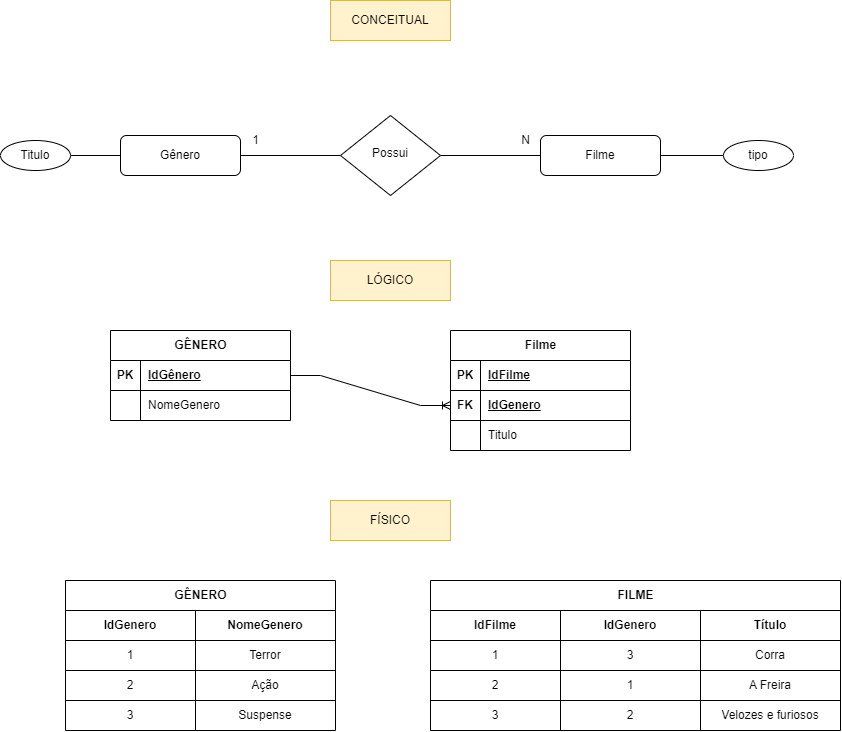 CONCEITUAL
1
N
Titulo
Gênero
Possui
Filme
tipo
LÓGICO
GÊNERO
PK IdGênero
NomeGenero
Filme
PK IdFilme
FK IdGenero
Titulo
FÍSICO
GÊNERO
IdGenero NomeGenero
1 Terror
2 Ação
3 Suspense
FILME
IdFilme IdGenero Título
1 3 Corra
2 1 A Freira
3 2 Velozes e furiosos